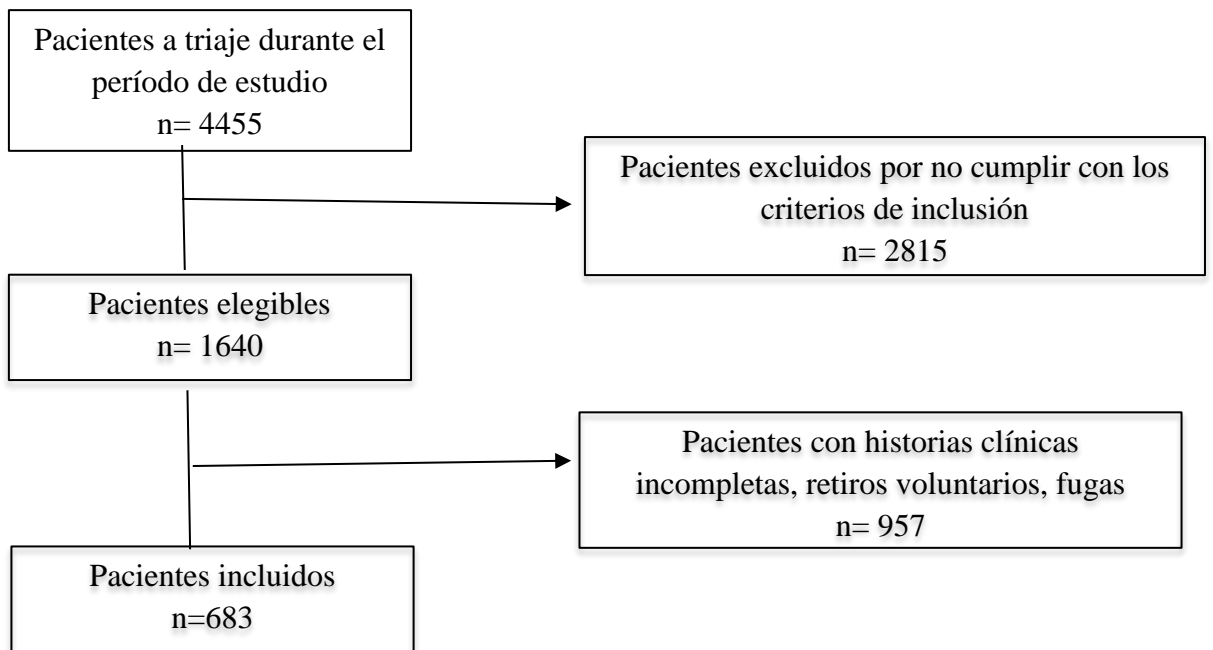 Pacientes a triaje durante el
período de estudio
n= 4455
Pacientes excluidos por no cumplir con los
criterios de inclusión
n= 2815
Pacientes elegibles
n= 1640
Pacientes con historias clínicas
incompletas, retiros voluntarios, fugas
n= 957
Pacientes incluidos
n=683